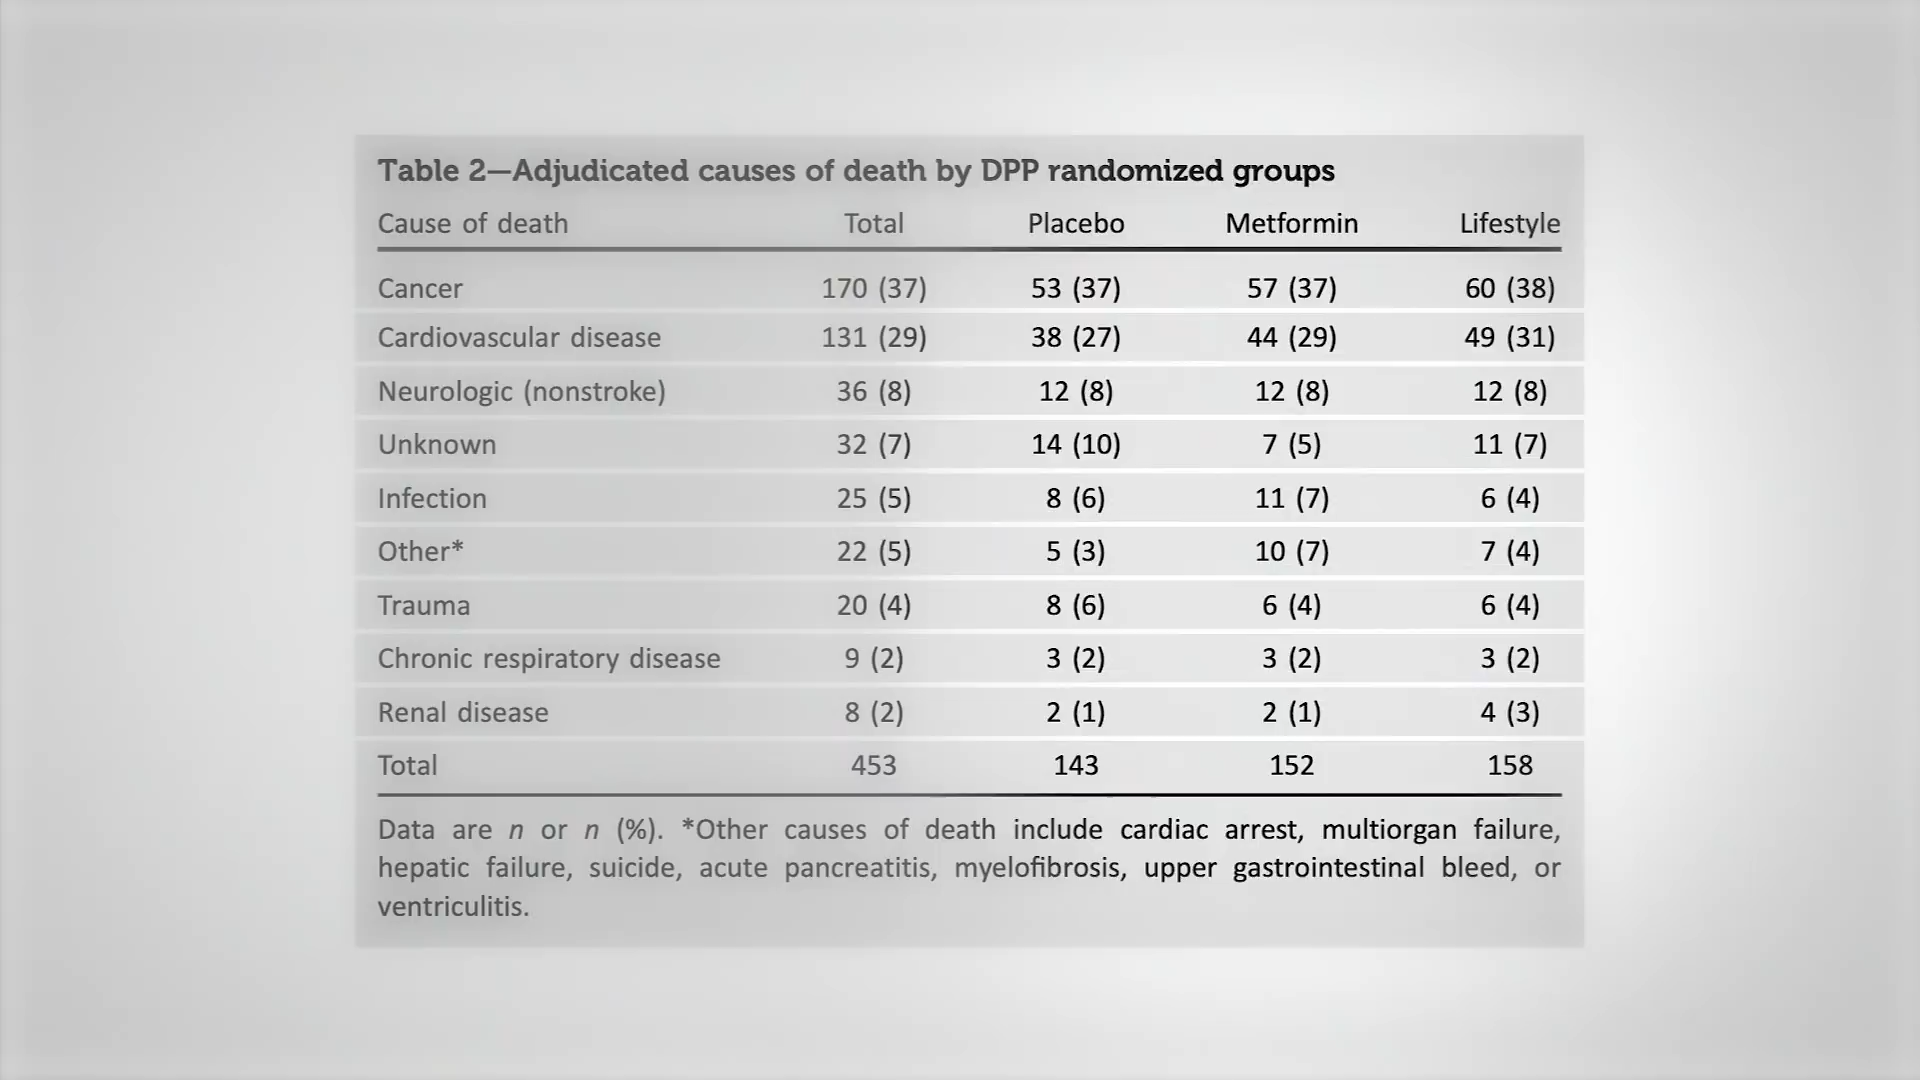 Table 2—Adjudicated causes of death by DPP randomized groups
Cause of death Total Placebo Metformin Lifestyle
Cancer 170 (37) 53 (37) 57 (37) 60 (38)
Cardiovascular disease 131 (29) 38 (27) 44 (29) 49 (31)
Neurologic (nonstroke) 36 (8) 12 (8) 12 (8) 12 (8)
Unknown 32 (7) 14 (10) 7 (5) 11 (7)
Infection 25 (5) 8 (6) 11 (7) 6 (4)
Other* 22 (5) 5 (3) 10 (7) 7 (4)
Trauma 20 (4) 8 (6) 6 (4) 6 (4)
Chronic respiratory disease 9 (2) 3 (2) 3 (2) 3 (2)
Renal disease 8 (2) 2 (1) 2 (1) 4 (3)
Total 453 143 152 158
Data are n or n (%). *Other causes of death include cardiac arrest, multiorgan failure,
hepatic failure, suicide, acute pancreatitis, myelofibrosis, upper gastrointestinal bleed, or
ventriculitis.